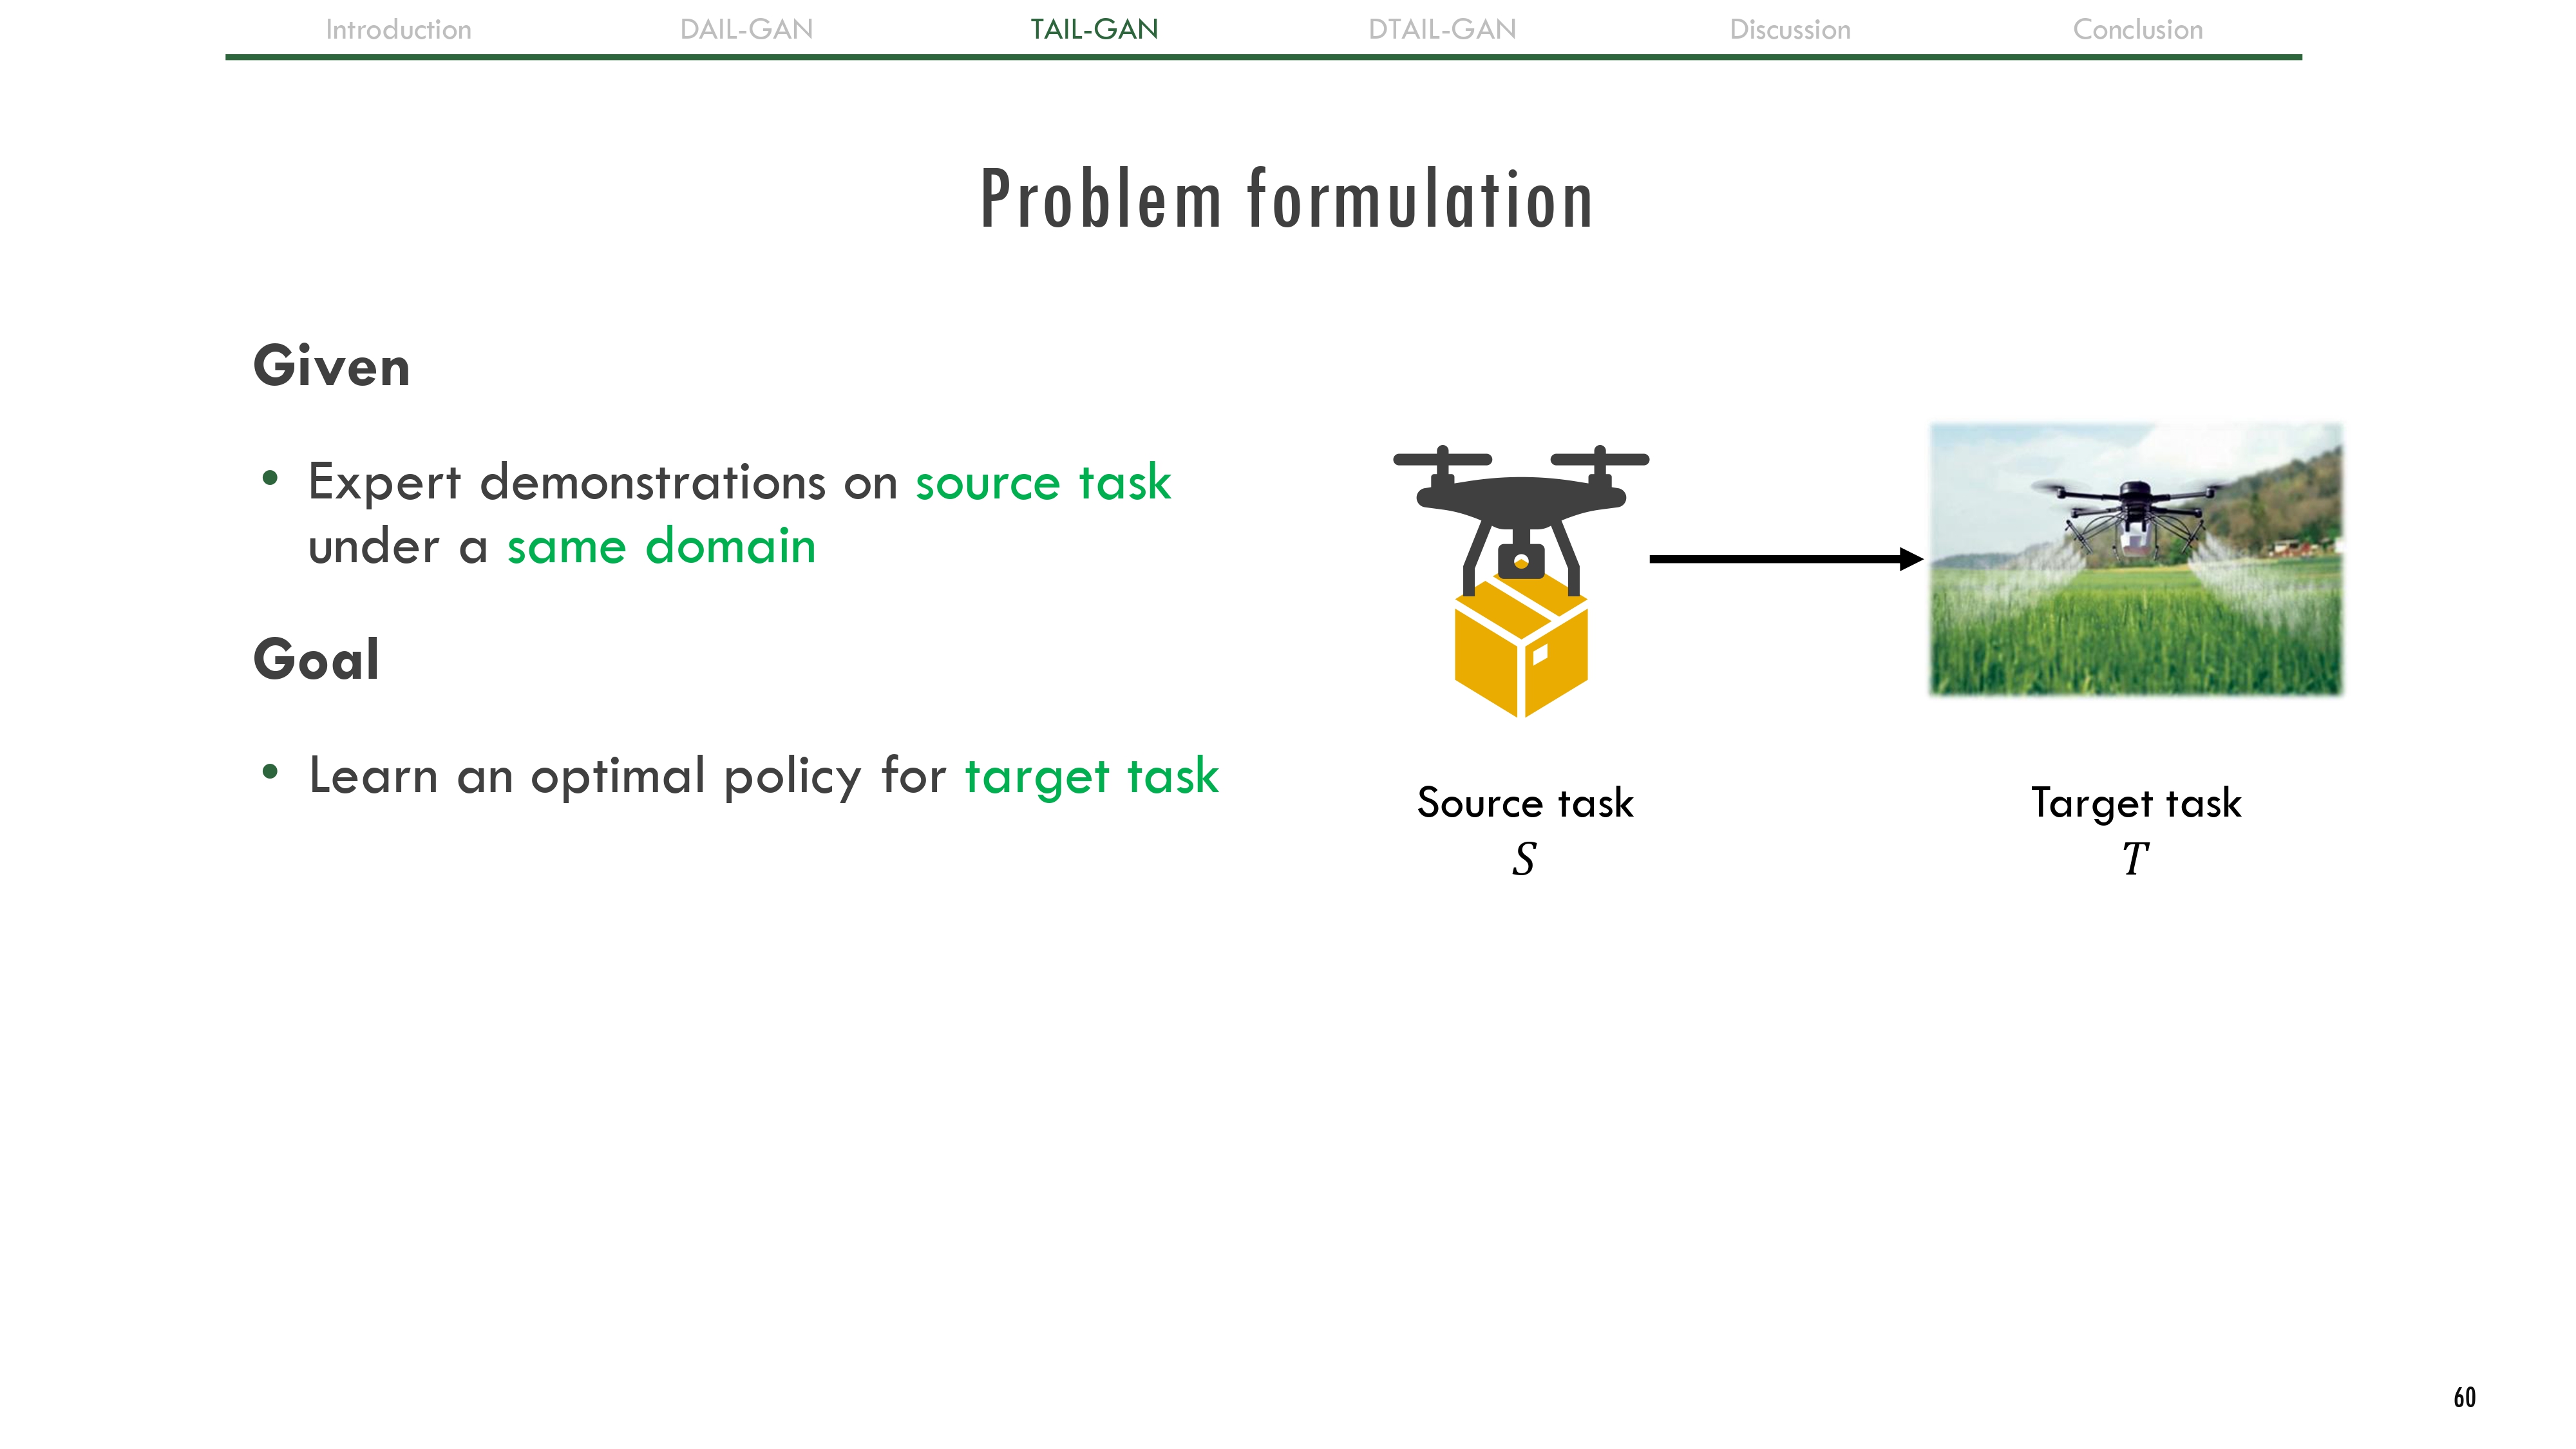 Introduction DAIL-GAN TAIL-GAN DTAIL-GAN Discussion Conclusion
Problem formulation
Given
• Expert demonstrations on source task
under a same domain
Goal
• Learn an optimal policy for target task
Source task
S
Target task
T
60